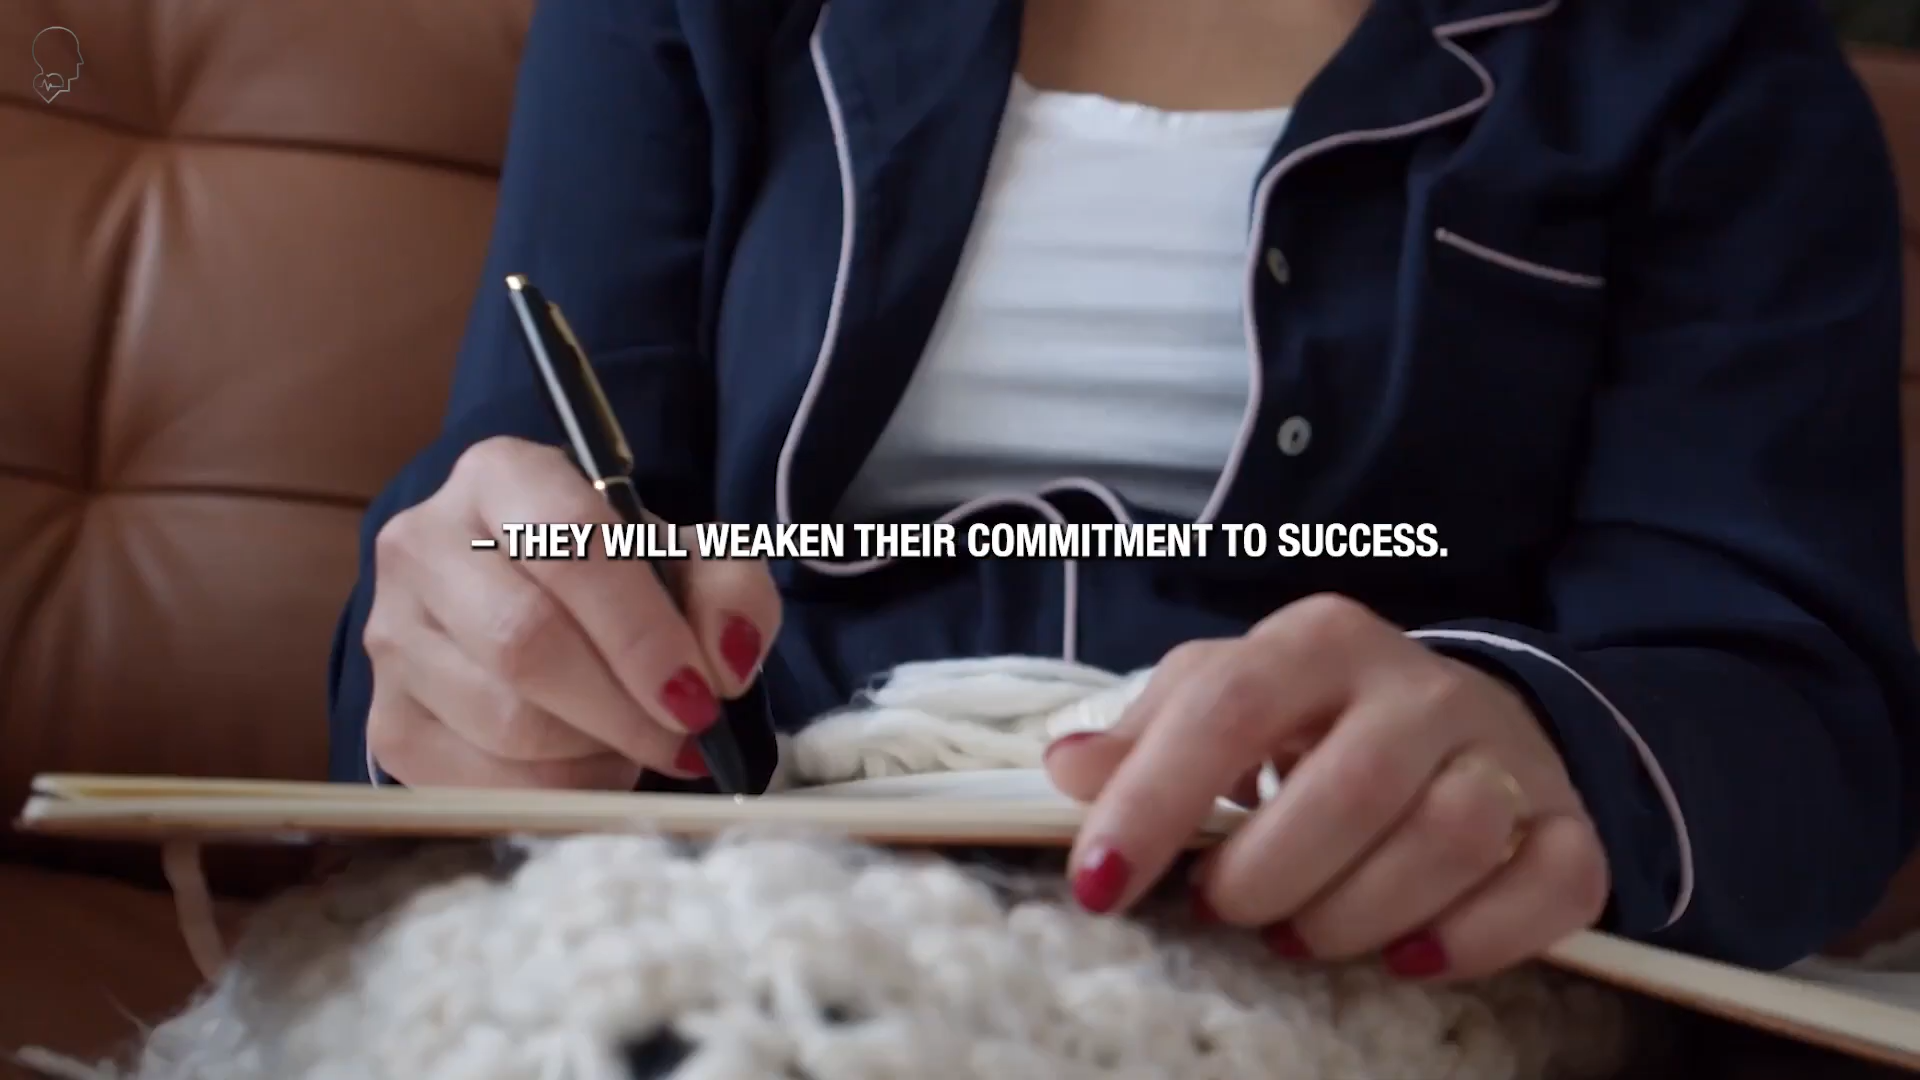 – THEY WILL WEAKEN THEIR COMMITMENT TO SUCCESS.